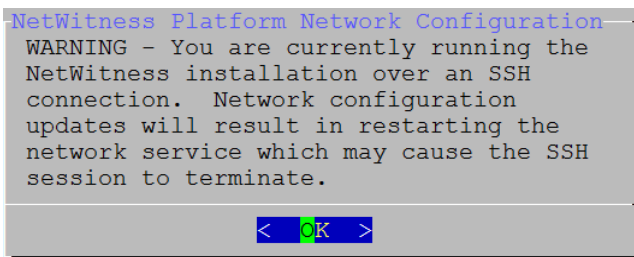 NetWitness Platform Network Configuration
WARNING - You are currently running the
NetWitness installation over an SSH
connection.  Network configuration
updates will result in restarting the
network service which may cause the SSH
session to terminate.
<  OK  >